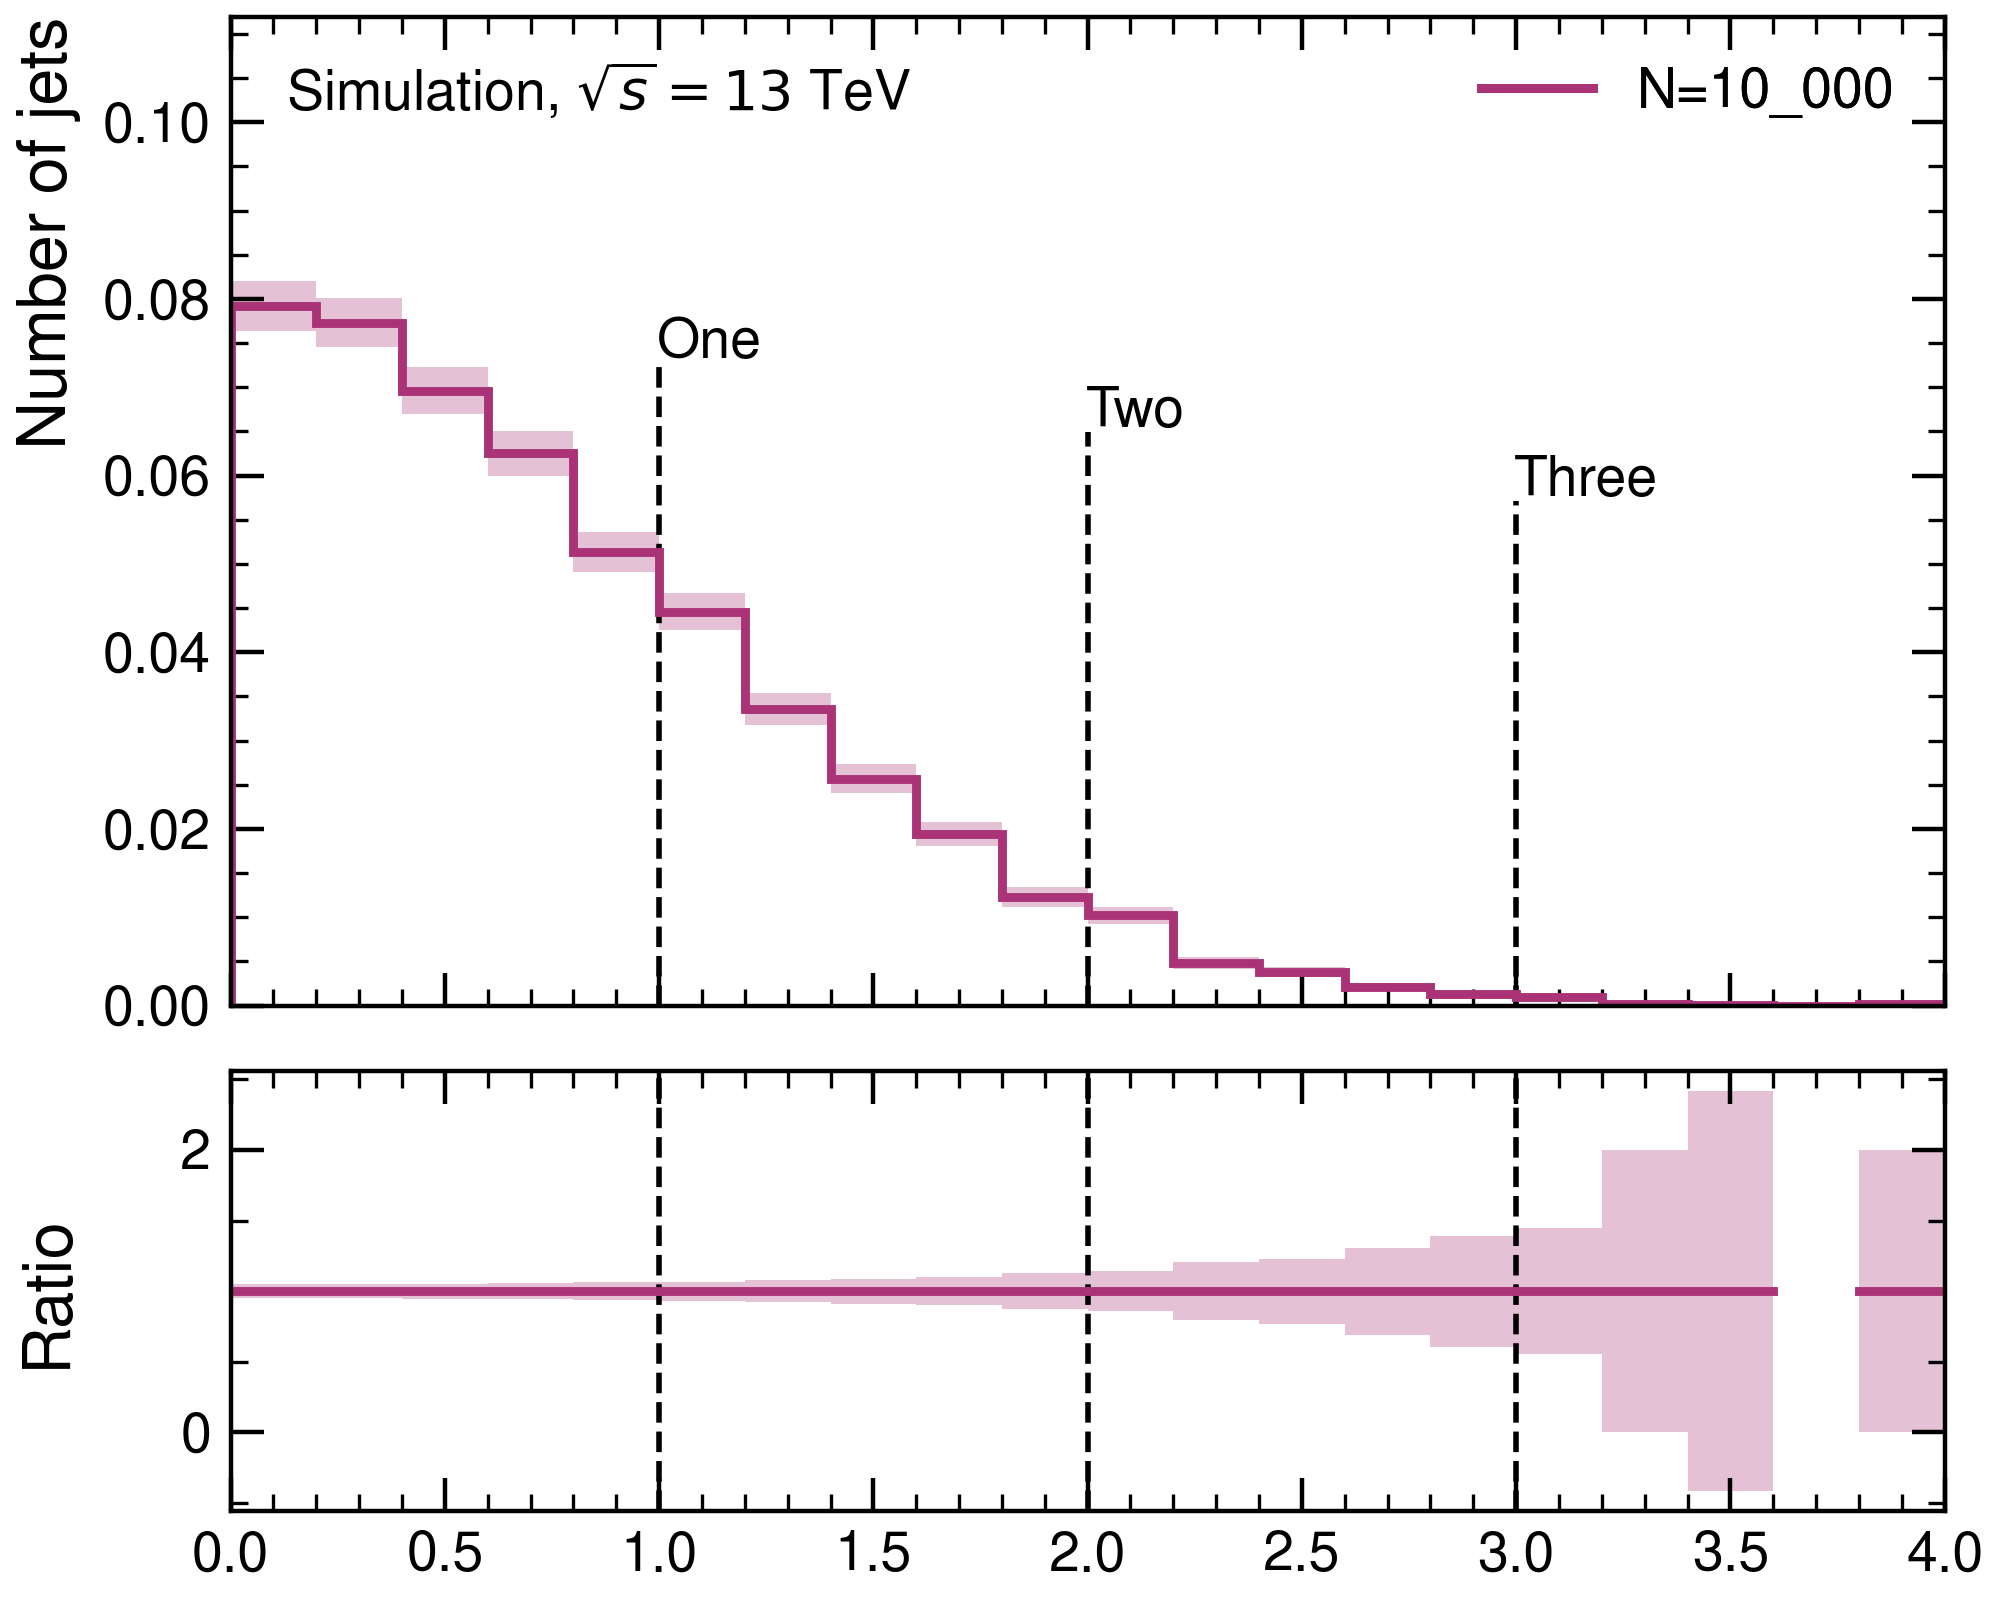 Number of jets
Simulation, √s = 13 TeV
N=10_000
0.10
0.08
0.06
0.04
0.02
0.00
One
Two
Three
Ratio
2
0
0.0 0.5 1.0 1.5 2.0 2.5 3.0 3.5 4.0